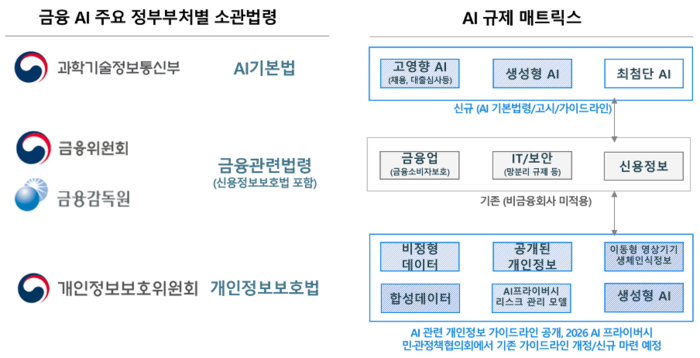 금융 AI 주요 정부부처별 소관법령
과학기술정보통신부
AI기본법
금융위원회
금융감독원
금융관련법령
(신용정보보호법 포함)
개인정보보호위원회
개인정보보호법
AI 규제 매트릭스
고영향 AI
(채용, 대출심사등)
생성형 AI
최첨단 AI
신규 (AI 기본법령/고시/가이드라인)
금융업
(금융소비자보호)
IT/보안
(망분리 규제 등)
신용정보
기존 (비금융회사 미적용)
비정형
데이터
공개된
개인정보
이동형 영상기기
생체인식정보
합성데이터
AI프라이버시
리스크 관리 모델
생성형 AI
AI 관련 개인정보 가이드라인 공개, 2026 AI 프라이버시
민·관정책협의회에서 기존 가이드라인 개정/신규 마련 예정